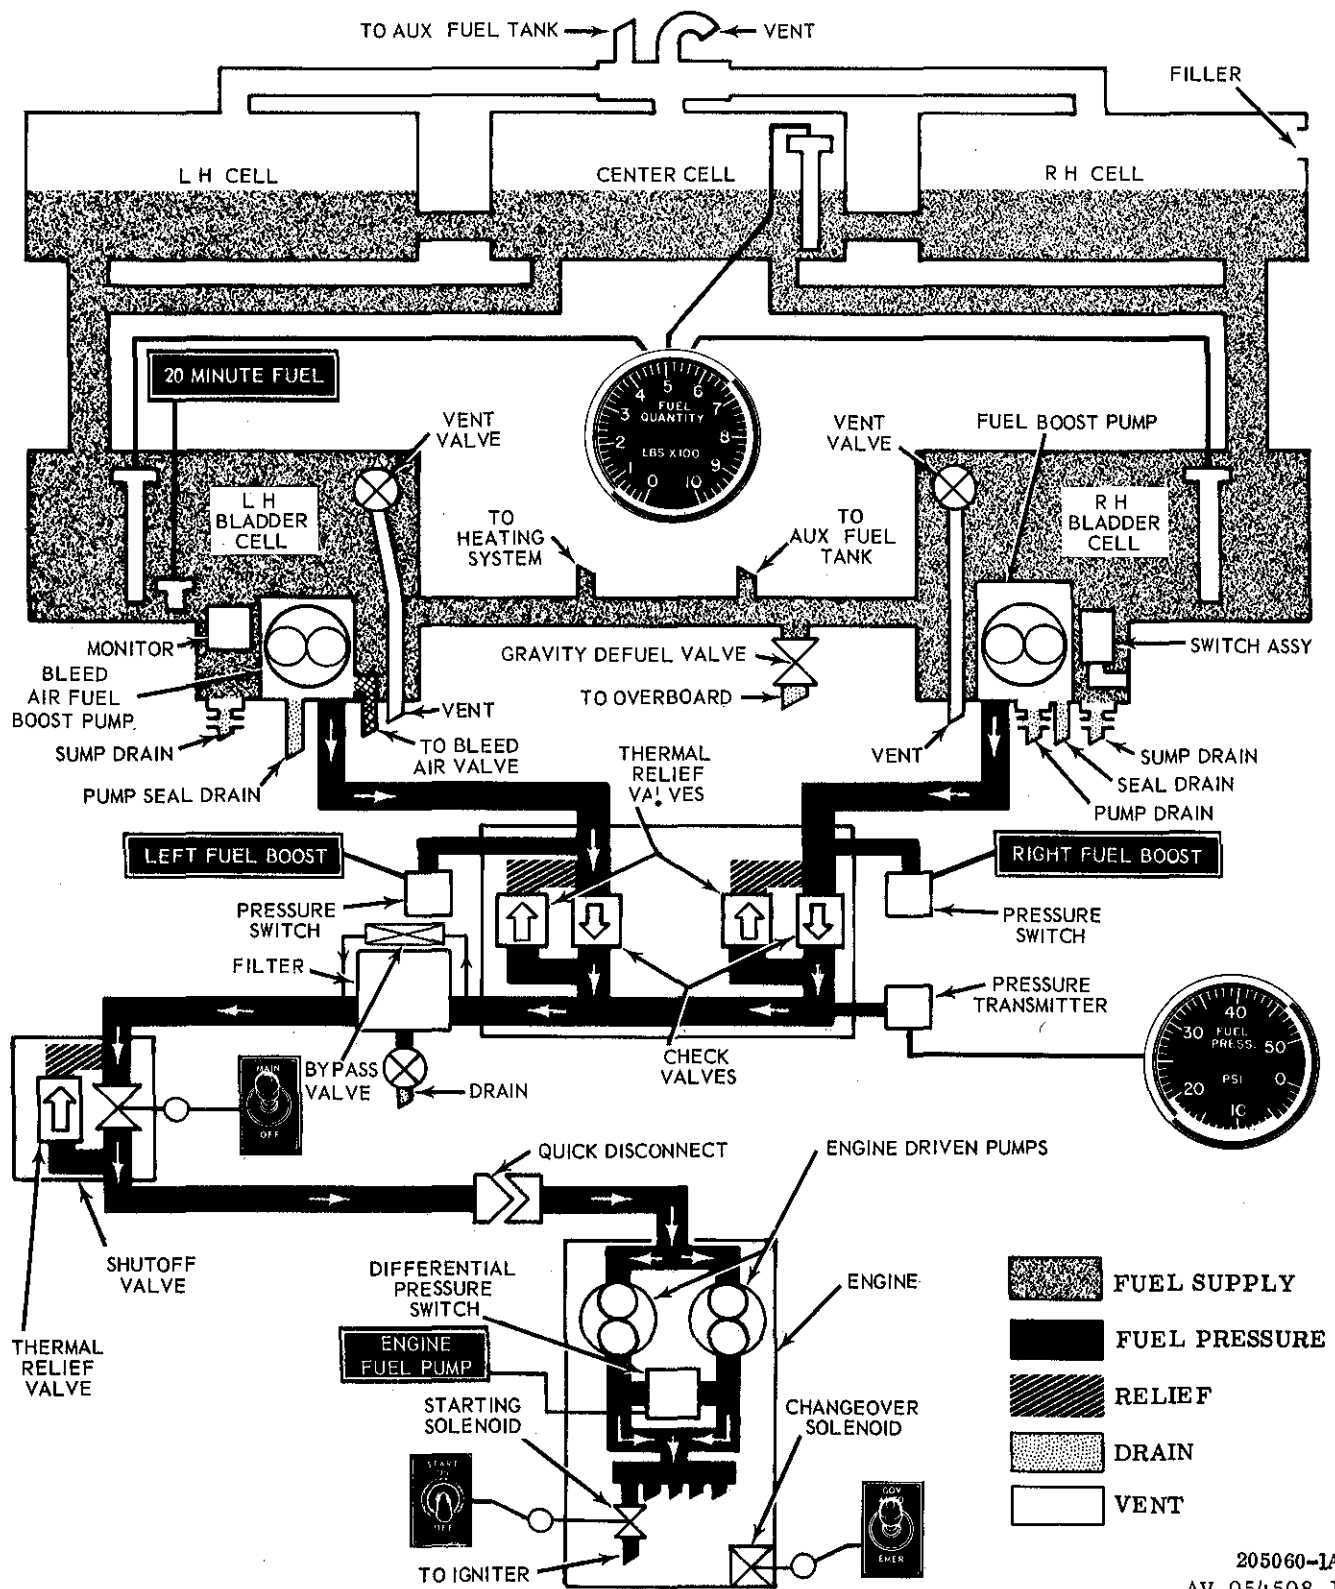 TO AUX FUEL TANK
VENT
FILLER
L H CELL
CENTER CELL
R H CELL
20 MINUTE FUEL
0
1
2
3
4
5
6
7
8
9
10
FUEL
QUANTITY
LBS X100
VENT
VALVE
VENT
VALVE
FUEL BOOST PUMP
L H
BLADDER
CELL
R H
BLADDER
CELL
TO
HEATING
SYSTEM
TO
AUX FUEL
TANK
MONITOR
BLEED
AIR FUEL
BOOST PUMP
GRAVITY DEFUEL VALVE
TO OVERBOARD
SWITCH ASSY
SUMP DRAIN
VENT
TO BLEED
AIR VALVE
PUMP SEAL DRAIN
THERMAL
RELIEF
VALVES
VENT
SUMP DRAIN
SEAL DRAIN
PUMP DRAIN
LEFT FUEL BOOST
RIGHT FUEL BOOST
PRESSURE
SWITCH
PRESSURE
SWITCH
FILTER
PRESSURE
TRANSMITTER
40
30
50
20
0
10
FUEL
PRESS.
PSI
BYPASS
VALVE
CHECK
VALVES
DRAIN
MAIN
OFF
QUICK DISCONNECT
ENGINE DRIVEN PUMPS
SHUTOFF
VALVE
DIFFERENTIAL
PRESSURE
SWITCH
ENGINE
FUEL SUPPLY
THERMAL
RELIEF
VALVE
ENGINE
FUEL PUMP
FUEL PRESSURE
RELIEF
STARTING
SOLENOID
CHANGEOVER
SOLENOID
DRAIN
START
ON
OFF
GOV
AUTO
EMER
VENT
TO IGNITER
205060-1A